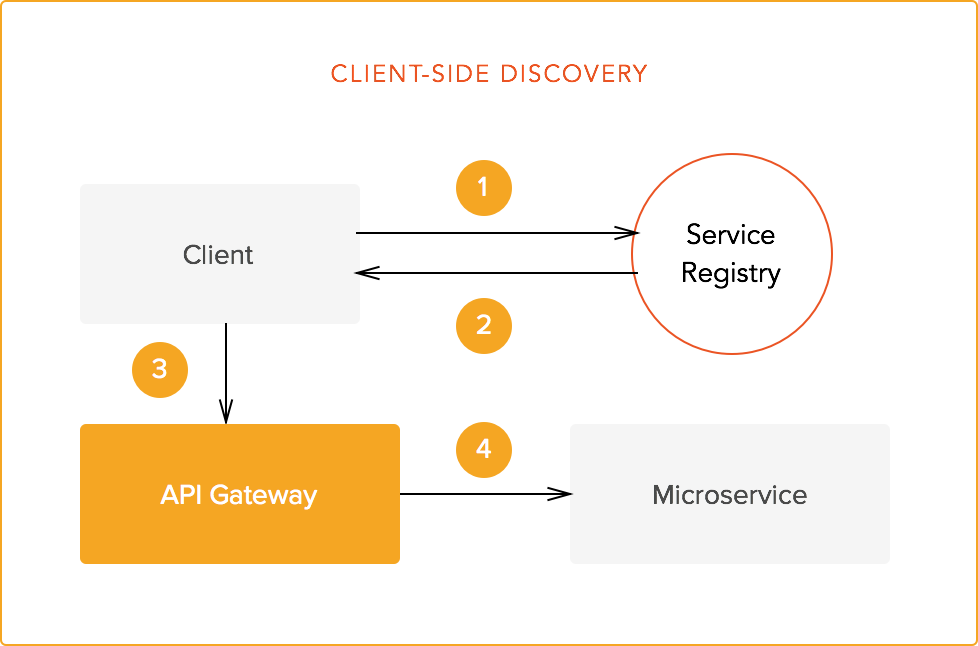 CLIENT-SIDE DISCOVERY
1
Client
Service
Registry
2
3
4
API Gateway
Microservice